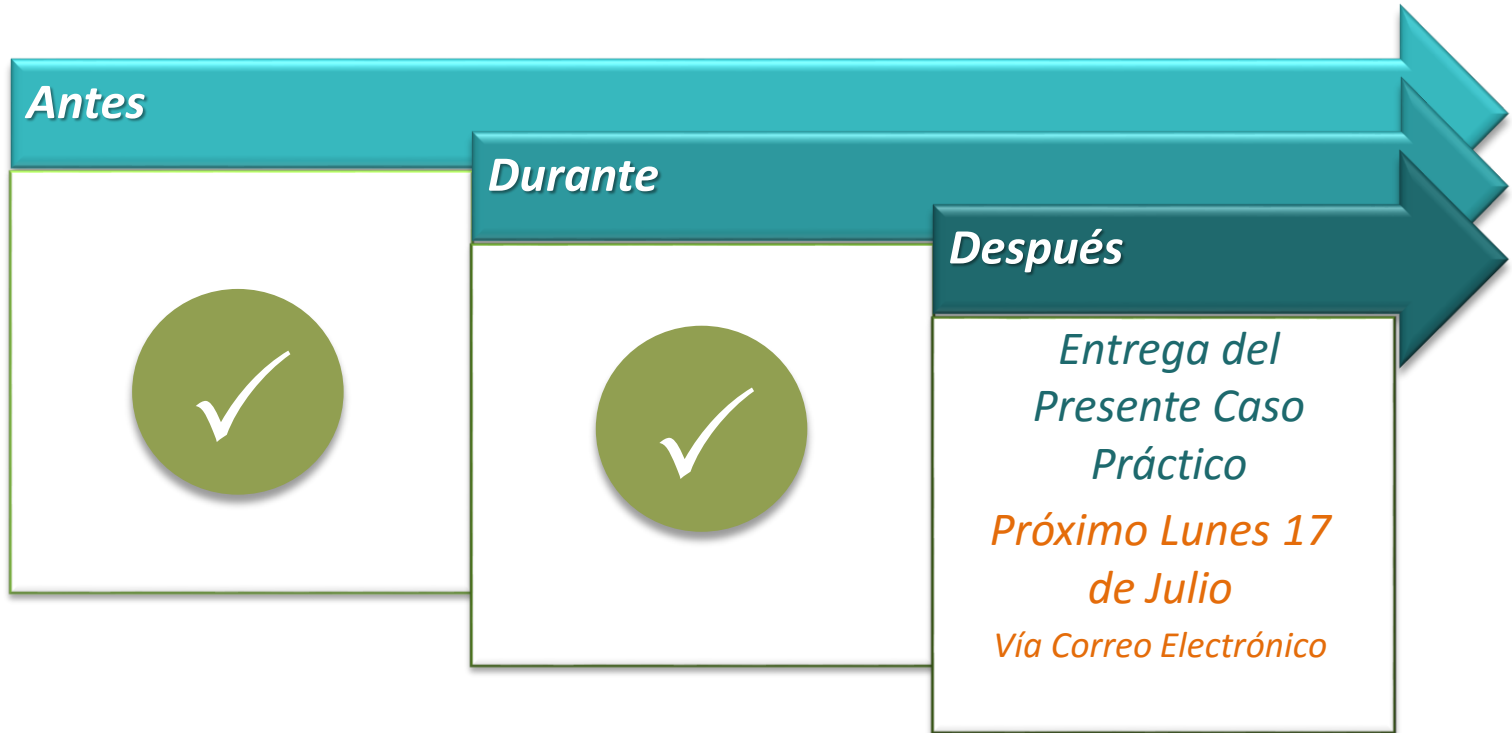 Antes
Durante
Después
Entrega del
Presente Caso
Práctico
Próximo Lunes 17
de Julio
Vía Correo Electrónico